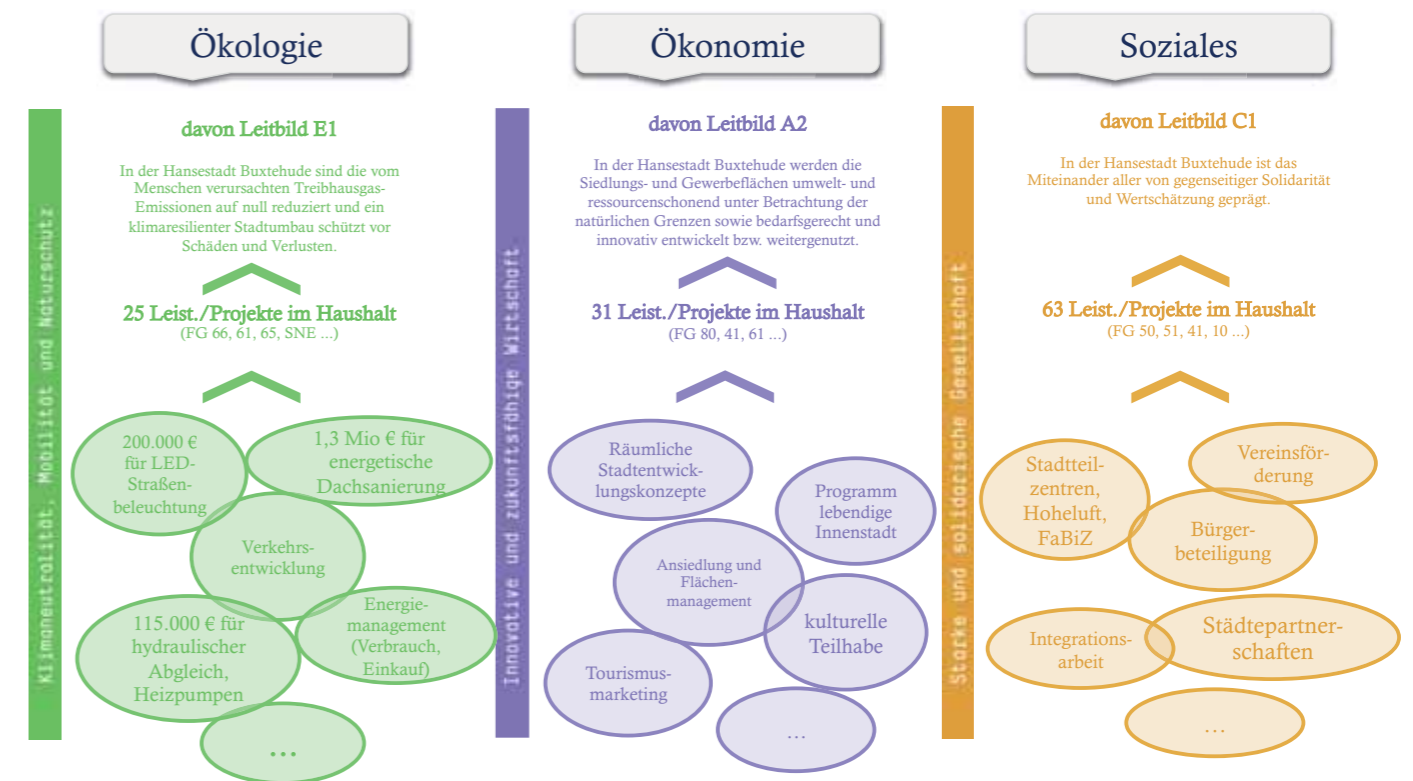 Ökologie
Klimaneutralität, Mobilität und Naturschutz
davon Leitbild E1
In der Hansestadt Buxtehude sind die vom
Menschen verursachten Treibhausgas-
Emissionen auf null reduziert und ein
klimaresilienter Stadtumbau schützt vor
Schäden und Verlusten.
25 Leist./Projekte im Haushalt
(FG 66, 61, 65, SNE ...)
200.000 €
für LED-
Straßen-
beleuchtung
1,3 Mio € für
energetische
Dachsanierung
Verkehrs-
entwicklung
Energie-
management
(Verbrauch,
Einkauf)
115.000 € für
hydraulischer
Abgleich,
Heizpumpen
...
Ökonomie
Innovative und zukunftsfähige Wirtschaft
davon Leitbild A2
In der Hansestadt Buxtehude werden die
Siedlungs- und Gewerbeflächen umwelt- und
ressourcenschonend unter Betrachtung der
natürlichen Grenzen sowie bedarfsgerecht und
innovativ entwickelt bzw. weitergenutzt.
31 Leist./Projekte im Haushalt
(FG 80, 41, 61 ...)
Räumliche
Stadtentwick-
lungskonzepte
Programm
lebendige
Innenstadt
Ansiedlung und
Flächen-
management
kulturelle
Teilhabe
Tourismus-
marketing
...
Soziales
Starke und solidarische Gesellschaft
davon Leitbild C1
In der Hansestadt Buxtehude ist das
Miteinander aller von gegenseitiger Solidarität
und Wertschätzung geprägt.
63 Leist./Projekte im Haushalt
(FG 50, 51, 41, 10 ...)
Stadtteil-
zentren,
Hoheluft,
FaBiZ
Vereinsför-
derung
Bürger-
beteiligung
Integrations-
arbeit
Städtepartner-
schaften
...